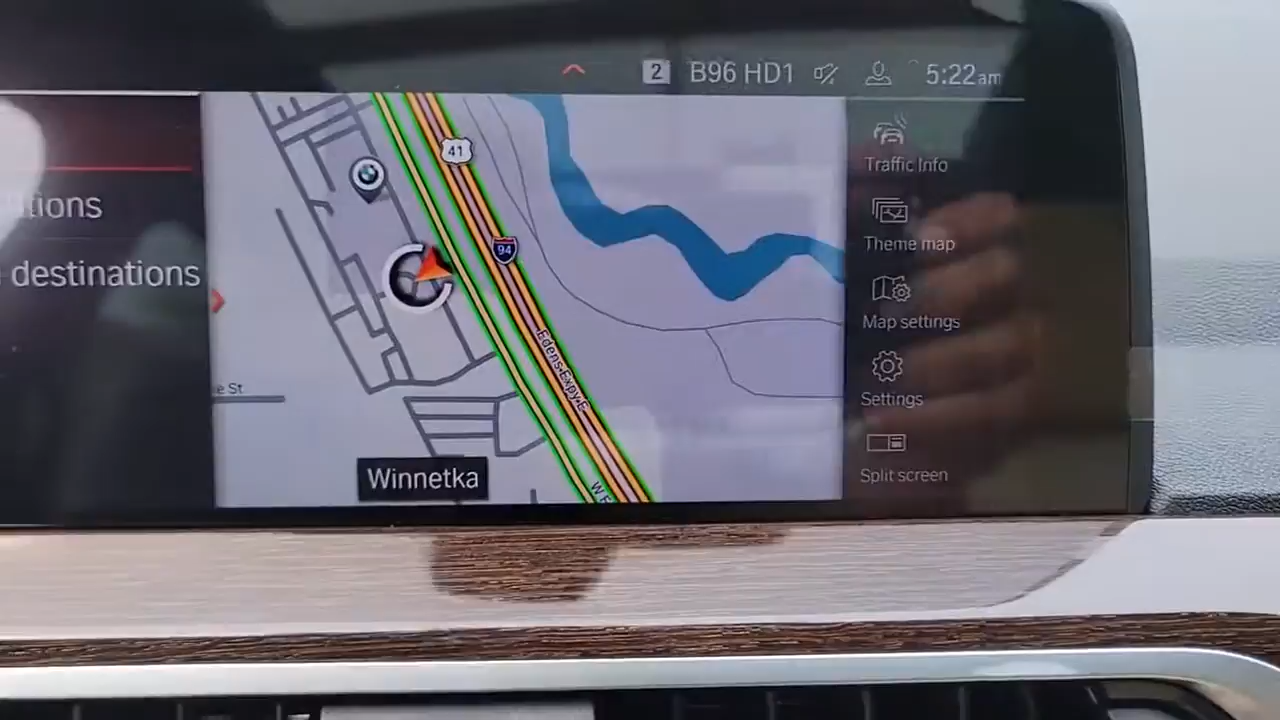 2 B96 HD1 5:22am
41
94
Traffic Info
Theme map
Map settings
Settings
Split screen
destinations
Edens Expy E
e St
W
Winnetka